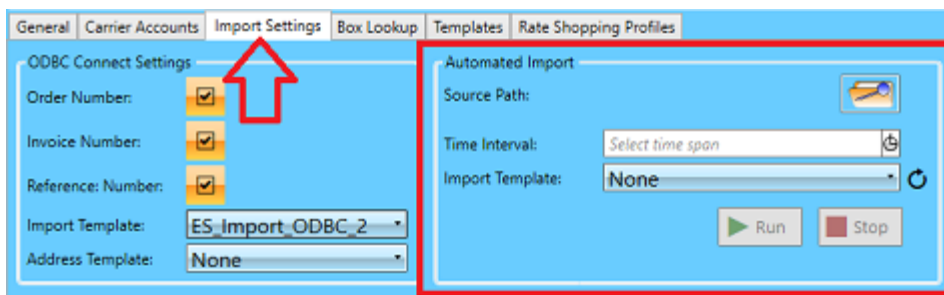 General Carrier Accounts Import Settings Box Lookup Templates Rate Shopping Profiles
ODBC Connect Settings
Order Number:
Invoice Number:
Reference: Number:
Import Template: ES_Import_ODBC_2
Address Template: None
Automated Import
Source Path:
Time Interval: Select time span
Import Template: None
Run Stop